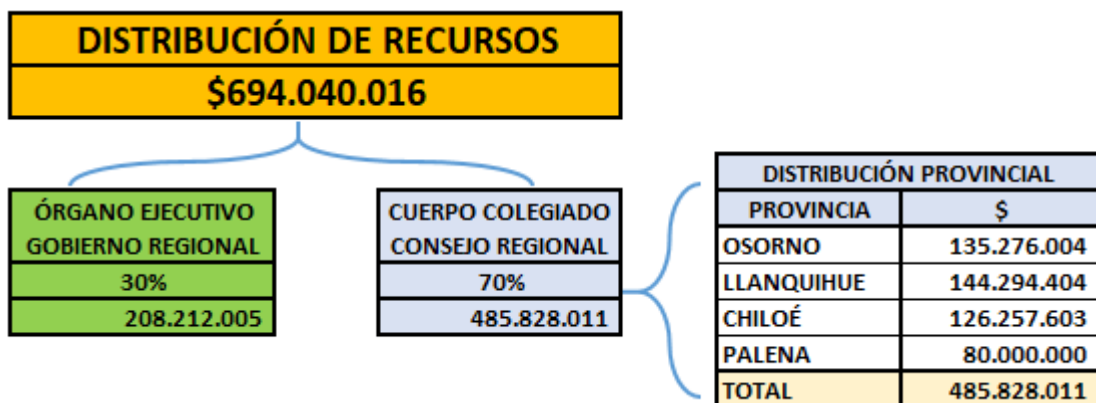 DISTRIBUCIÓN DE RECURSOS
$694.040.016
ÓRGANO EJECUTIVO
GOBIERNO REGIONAL
30%
208.212.005
CUERPO COLEGIADO
CONSEJO REGIONAL
70%
485.828.011
DISTRIBUCIÓN PROVINCIAL
PROVINCIA $
OSORNO 135.276.004
LLANQUIHUE 144.294.404
CHILOÉ 126.257.603
PALENA 80.000.000
TOTAL 485.828.011